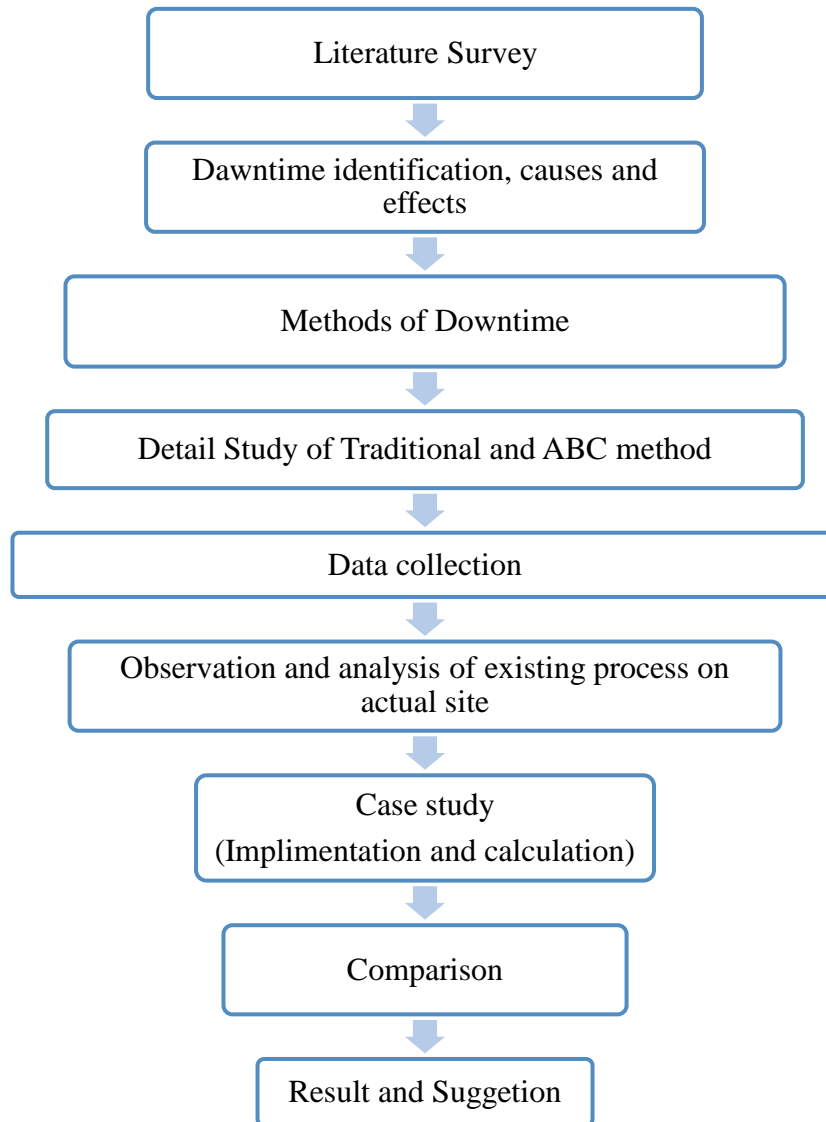 Literature Survey
Dawntime identification, causes and
effects
Methods of Downtime
Detail Study of Traditional and ABC method
Data collection
Observation and analysis of existing process on
actual site
Case study
(Implimentation and calculation)
Comparison
Result and Suggetion